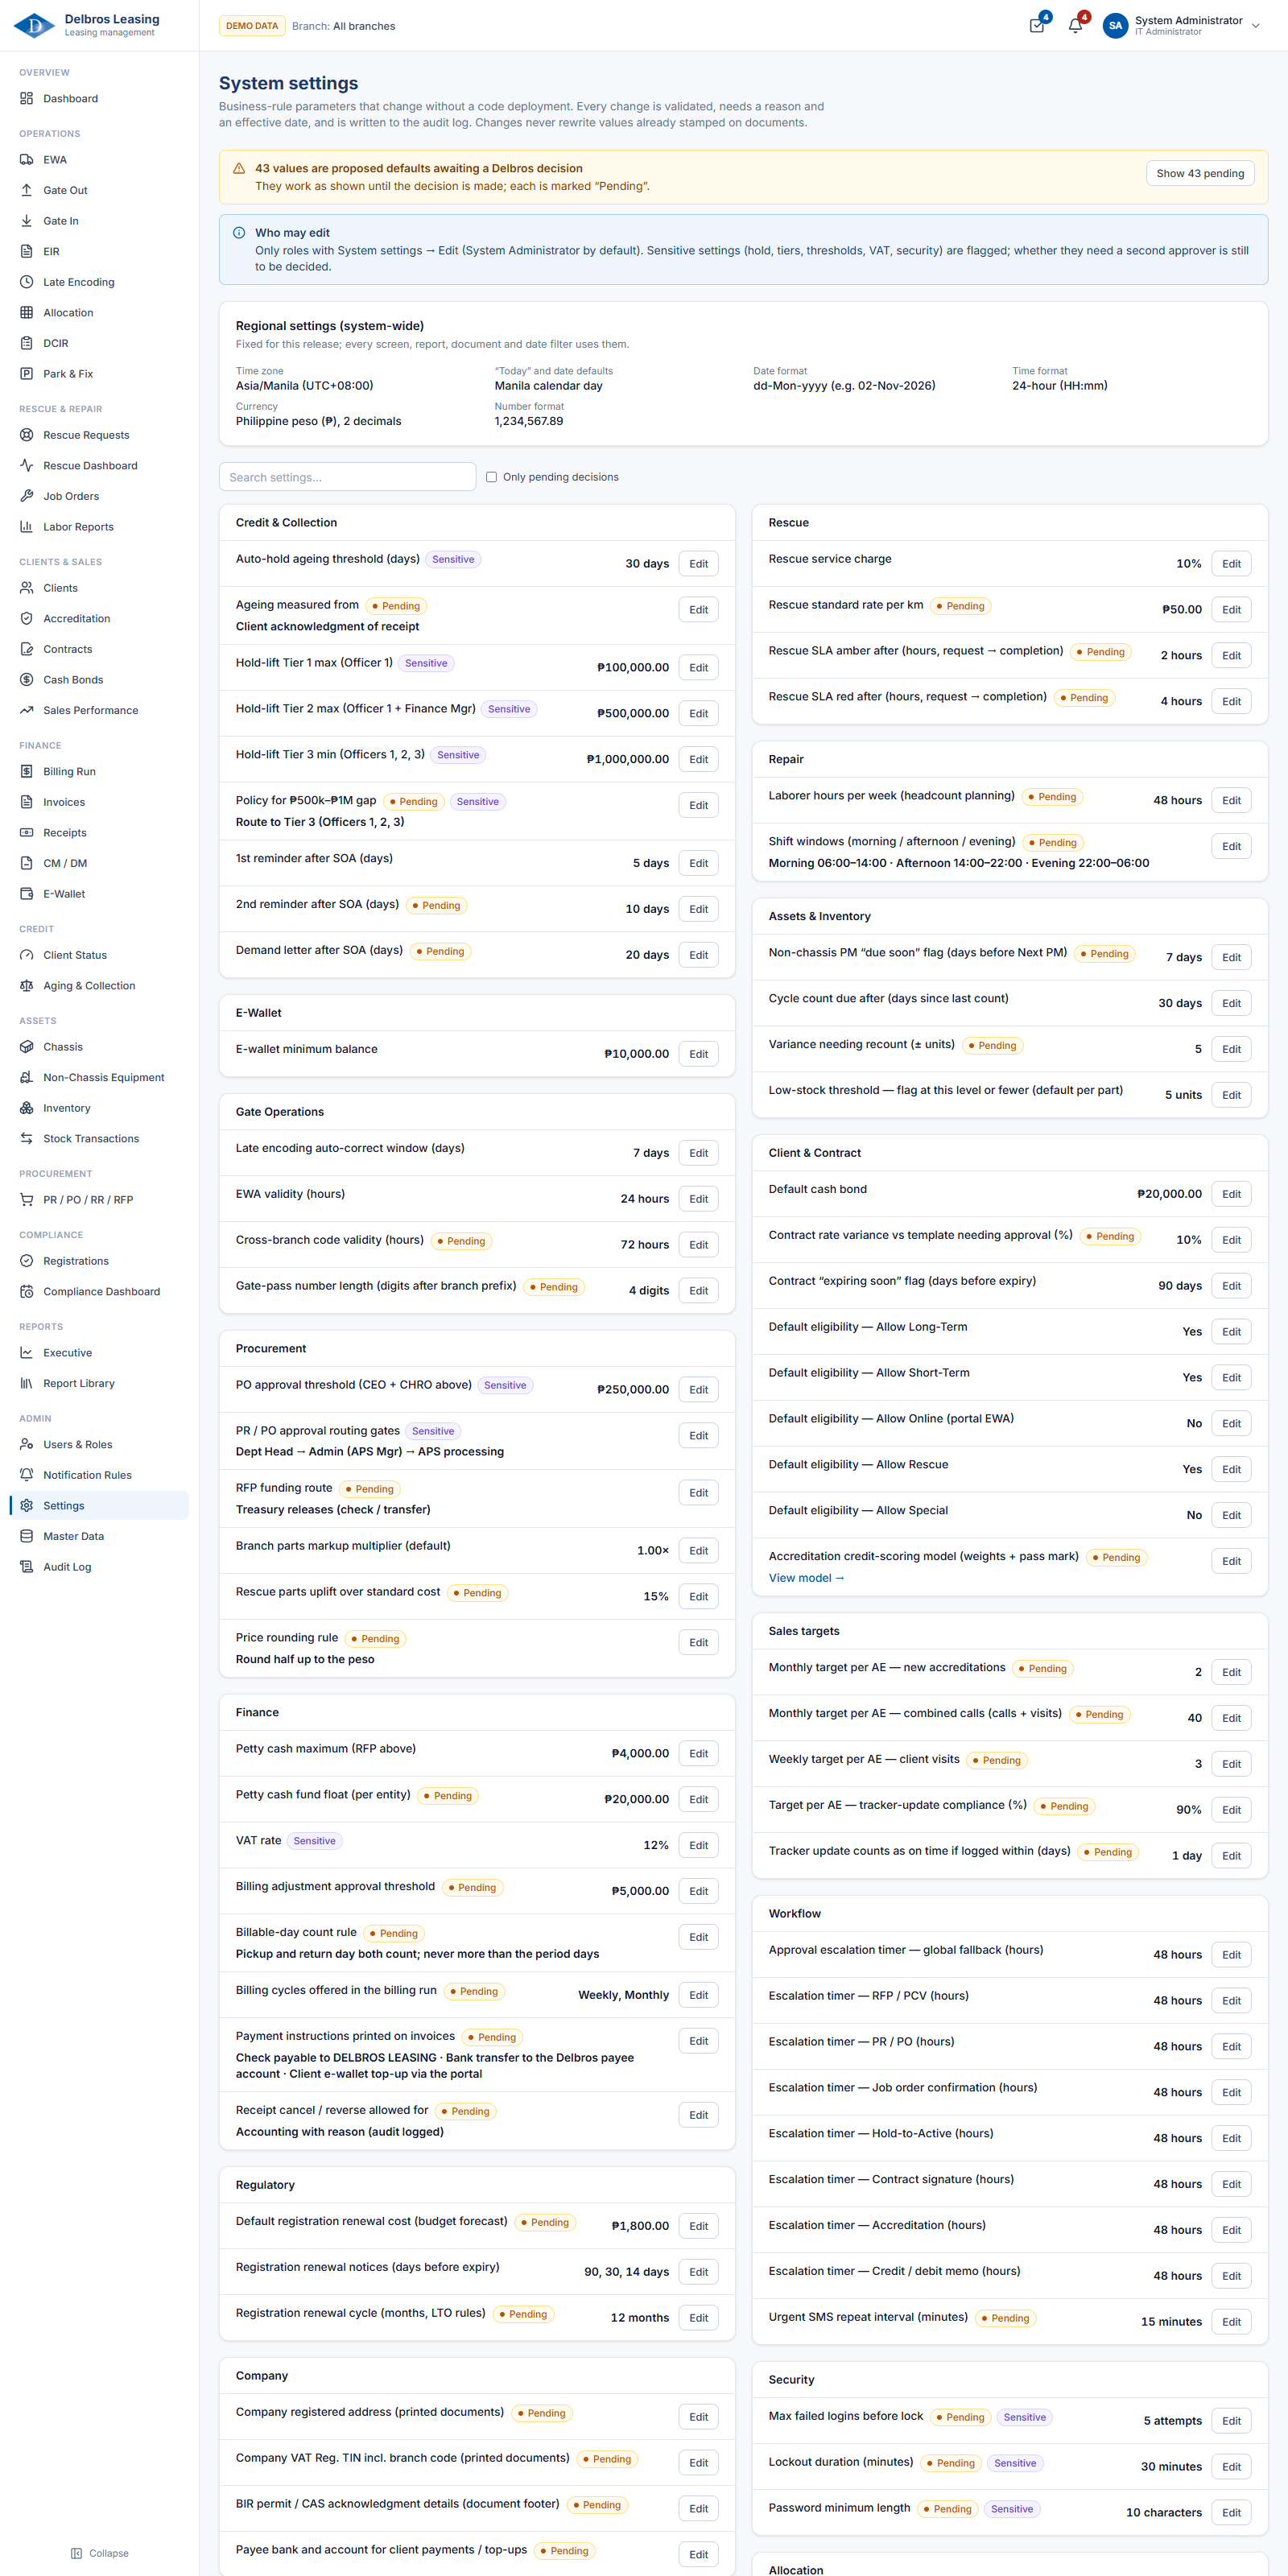 Delbros Leasing
Leasing management
DEMO DATA
Branch: All branches
4
4
SA
System Administrator
IT Administrator
OVERVIEW
Dashboard
OPERATIONS
EWA
Gate Out
Gate In
EIR
Late Encoding
Allocation
DCIR
Park & Fix
RESCUE & REPAIR
Rescue Requests
Rescue Dashboard
Job Orders
Labor Reports
CLIENTS & SALES
Clients
Accreditation
Contracts
Cash Bonds
Sales Performance
FINANCE
Billing Run
Invoices
Receipts
CM / DM
E-Wallet
CREDIT
Client Status
Aging & Collection
ASSETS
Chassis
Non-Chassis Equipment
Inventory
Stock Transactions
PROCUREMENT
PR / PO / RR / RFP
COMPLIANCE
Registrations
Compliance Dashboard
REPORTS
Executive
Report Library
ADMIN
Users & Roles
Notification Rules
Settings
Master Data
Audit Log
Collapse
System settings
Business-rule parameters that change without a code deployment. Every change is validated, needs a reason and
an effective date, and is written to the audit log. Changes never rewrite values already stamped on documents.
43 values are proposed defaults awaiting a Delbros decision
They work as shown until the decision is made; each is marked “Pending”.
Show 43 pending
Who may edit
Only roles with System settings → Edit (System Administrator by default). Sensitive settings (hold, tiers, thresholds, VAT, security) are flagged; whether they need a second approver is still
to be decided.
Regional settings (system-wide)
Fixed for this release; every screen, report, document and date filter uses them.
Time zone
Asia/Manila (UTC+08:00)
“Today” and date defaults
Manila calendar day
Date format
dd-Mon-yyyy (e.g. 02-Nov-2026)
Time format
24-hour (HH:mm)
Currency
Philippine peso (₱), 2 decimals
Number format
1,234,567.89
Search settings...
Only pending decisions
Credit & Collection
Auto-hold ageing threshold (days) Sensitive 30 days Edit
Ageing measured from Pending Edit
Client acknowledgment of receipt
Hold-lift Tier 1 max (Officer 1) Sensitive ₱100,000.00 Edit
Hold-lift Tier 2 max (Officer 1 + Finance Mgr) Sensitive ₱500,000.00 Edit
Hold-lift Tier 3 min (Officers 1, 2, 3) Sensitive ₱1,000,000.00 Edit
Policy for ₱500k–₱1M gap Pending Sensitive Edit
Route to Tier 3 (Officers 1, 2, 3)
1st reminder after SOA (days) 5 days Edit
2nd reminder after SOA (days) Pending 10 days Edit
Demand letter after SOA (days) Pending 20 days Edit
E-Wallet
E-wallet minimum balance ₱10,000.00 Edit
Gate Operations
Late encoding auto-correct window (days) 7 days Edit
EWA validity (hours) 24 hours Edit
Cross-branch code validity (hours) Pending 72 hours Edit
Gate-pass number length (digits after branch prefix) Pending 4 digits Edit
Procurement
PO approval threshold (CEO + CHRO above) Sensitive ₱250,000.00 Edit
PR / PO approval routing gates Sensitive Edit
Dept Head → Admin (APS Mgr) → APS processing
RFP funding route Pending Edit
Treasury releases (check / transfer)
Branch parts markup multiplier (default) 1.00× Edit
Rescue parts uplift over standard cost Pending 15% Edit
Price rounding rule Pending Edit
Round half up to the peso
Finance
Petty cash maximum (RFP above) ₱4,000.00 Edit
Petty cash fund float (per entity) Pending ₱20,000.00 Edit
VAT rate Sensitive 12% Edit
Billing adjustment approval threshold Pending ₱5,000.00 Edit
Billable-day count rule Pending Edit
Pickup and return day both count; never more than the period days
Billing cycles offered in the billing run Pending Weekly, Monthly Edit
Payment instructions printed on invoices Pending Edit
Check payable to DELBROS LEASING · Bank transfer to the Delbros payee
account · Client e-wallet top-up via the portal
Receipt cancel / reverse allowed for Pending Edit
Accounting with reason (audit logged)
Regulatory
Default registration renewal cost (budget forecast) Pending ₱1,800.00 Edit
Registration renewal notices (days before expiry) 90, 30, 14 days Edit
Registration renewal cycle (months, LTO rules) Pending 12 months Edit
Company
Company registered address (printed documents) Pending Edit
Company VAT Reg. TIN incl. branch code (printed documents) Pending Edit
BIR permit / CAS acknowledgment details (document footer) Pending Edit
Payee bank and account for client payments / top-ups Pending Edit
Rescue
Rescue service charge 10% Edit
Rescue standard rate per km Pending ₱50.00 Edit
Rescue SLA amber after (hours, request → completion) Pending 2 hours Edit
Rescue SLA red after (hours, request → completion) Pending 4 hours Edit
Repair
Laborer hours per week (headcount planning) Pending 48 hours Edit
Shift windows (morning / afternoon / evening) Pending Edit
Morning 06:00–14:00 · Afternoon 14:00–22:00 · Evening 22:00–06:00
Assets & Inventory
Non-chassis PM “due soon” flag (days before Next PM) Pending 7 days Edit
Cycle count due after (days since last count) 30 days Edit
Variance needing recount (± units) Pending 5 Edit
Low-stock threshold — flag at this level or fewer (default per part) 5 units Edit
Client & Contract
Default cash bond ₱20,000.00 Edit
Contract rate variance vs template needing approval (%) Pending 10% Edit
Contract “expiring soon” flag (days before expiry) 90 days Edit
Default eligibility — Allow Long-Term Yes Edit
Default eligibility — Allow Short-Term Yes Edit
Default eligibility — Allow Online (portal EWA) No Edit
Default eligibility — Allow Rescue Yes Edit
Default eligibility — Allow Special No Edit
Accreditation credit-scoring model (weights + pass mark) Pending Edit
View model →
Sales targets
Monthly target per AE — new accreditations Pending 2 Edit
Monthly target per AE — combined calls (calls + visits) Pending 40 Edit
Weekly target per AE — client visits Pending 3 Edit
Target per AE — tracker-update compliance (%) Pending 90% Edit
Tracker update counts as on time if logged within (days) Pending 1 day Edit
Workflow
Approval escalation timer — global fallback (hours) 48 hours Edit
Escalation timer — RFP / PCV (hours) 48 hours Edit
Escalation timer — PR / PO (hours) 48 hours Edit
Escalation timer — Job order confirmation (hours) 48 hours Edit
Escalation timer — Hold-to-Active (hours) 48 hours Edit
Escalation timer — Contract signature (hours) 48 hours Edit
Escalation timer — Accreditation (hours) 48 hours Edit
Escalation timer — Credit / debit memo (hours) 48 hours Edit
Urgent SMS repeat interval (minutes) Pending 15 minutes Edit
Security
Max failed logins before lock Pending Sensitive 5 attempts Edit
Lockout duration (minutes) Pending Sensitive 30 minutes Edit
Password minimum length Pending Sensitive 10 characters Edit
Allocation